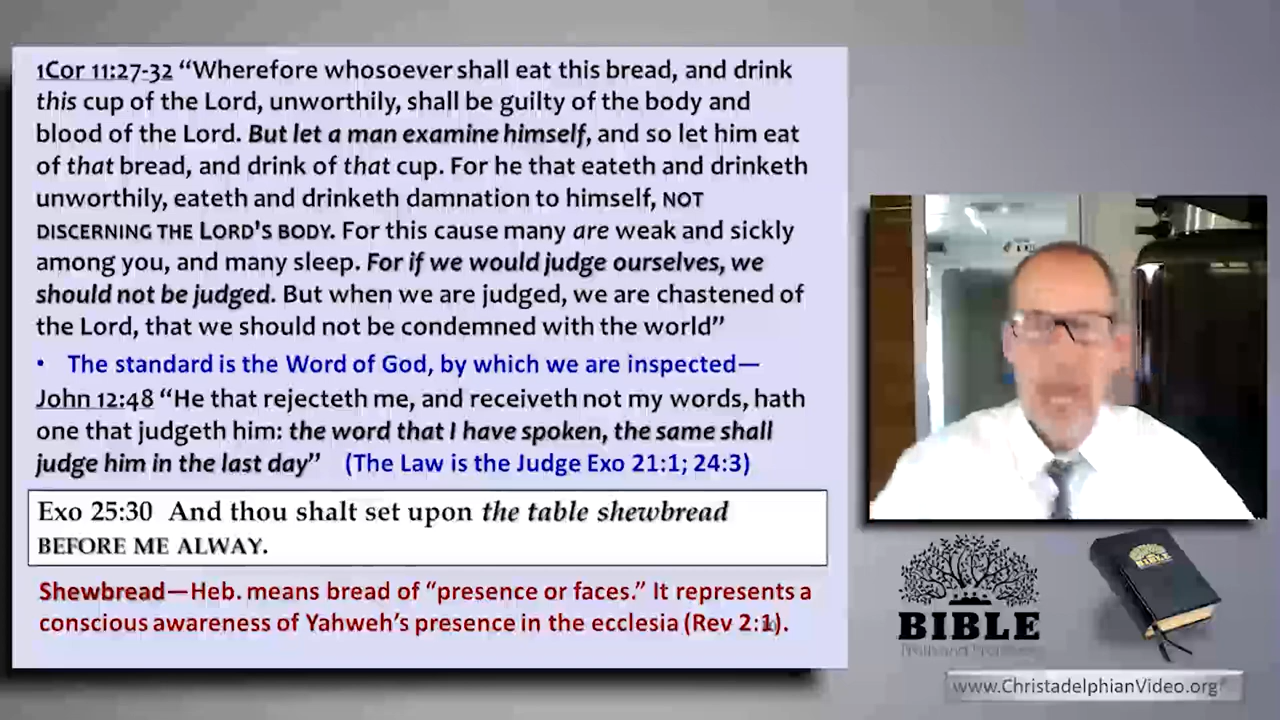 1Cor 11:27-32 “Wherefore whosoever shall eat this bread, and drink
this cup of the Lord, unworthily, shall be guilty of the body and
blood of the Lord. But let a man examine himself, and so let him eat
of that bread, and drink of that cup. For he that eateth and drinketh
unworthily, eateth and drinketh damnation to himself, NOT
DISCERNING THE LORD'S BODY. For this cause many are weak and sickly
among you, and many sleep. For if we would judge ourselves, we
should not be judged. But when we are judged, we are chastened of
the Lord, that we should not be condemned with the world”
• The standard is the Word of God, by which we are inspected—
John 12:48 “He that rejecteth me, and receiveth not my words, hath
one that judgeth him: the word that I have spoken, the same shall
judge him in the last day” (The Law is the Judge Exo 21:1; 24:3)
Exo 25:30 And thou shalt set upon the table shewbread
BEFORE ME ALWAY.
Shewbread—Heb. means bread of “presence or faces.” It represents a
conscious awareness of Yahweh’s presence in the ecclesia (Rev 2:1).
BIBLE
BIBLE
www.ChristadelphianVideo.org